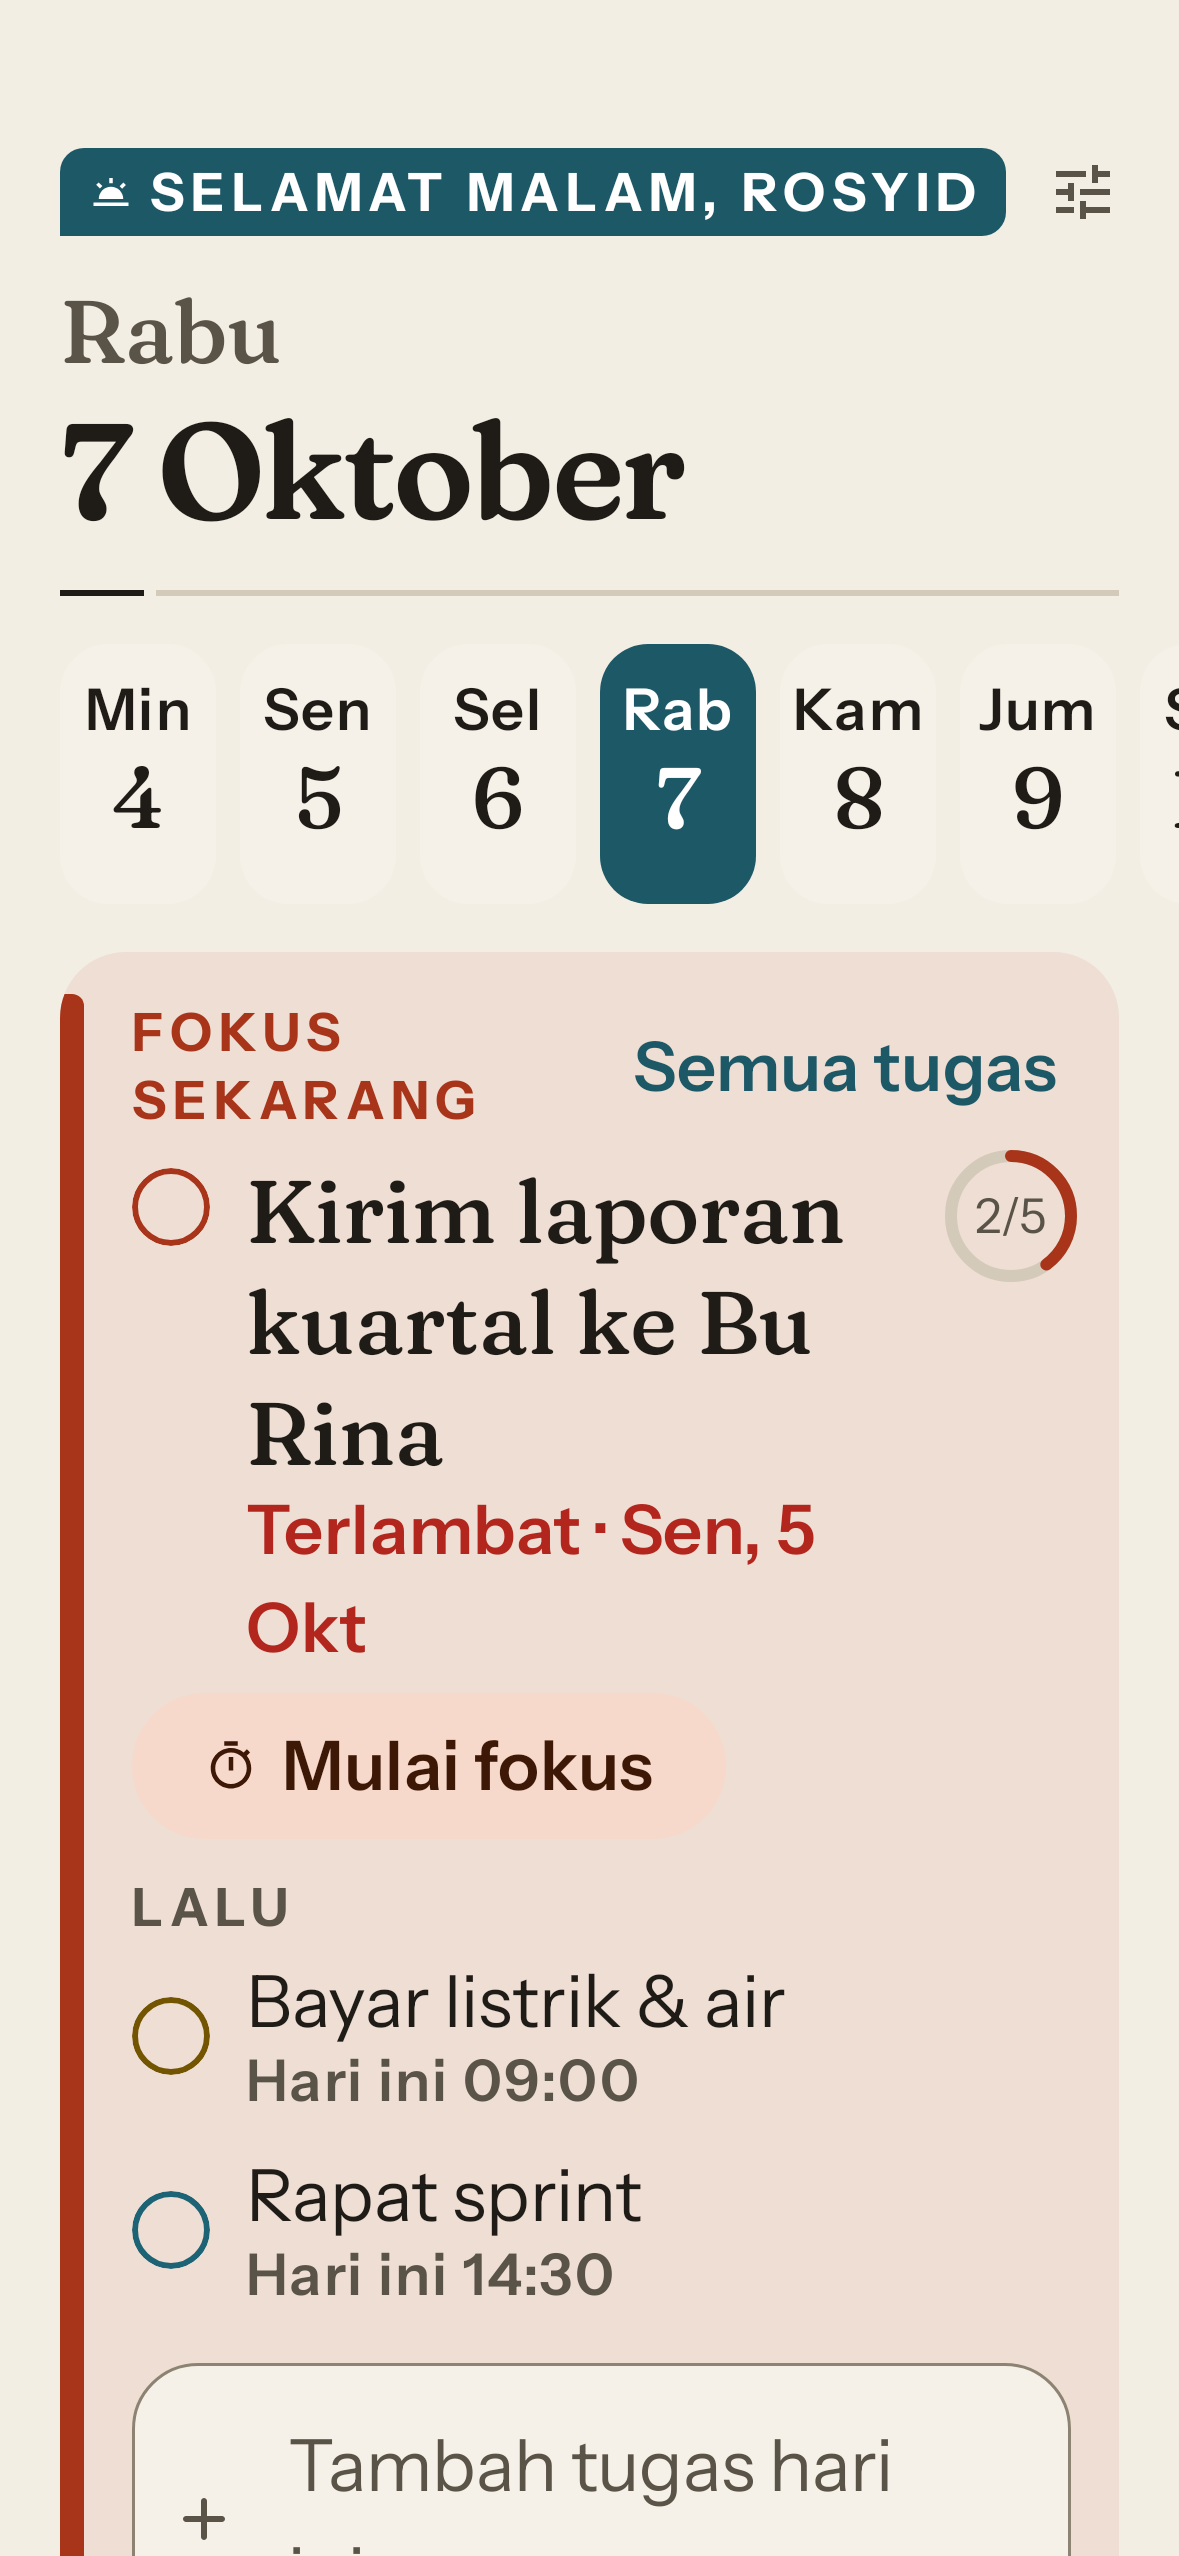 SELAMAT MALAM, ROSYID
Rabu
7 Oktober
Min Sen Sel Rab Kam Jum
4 5 6 7 8 9
FOKUS
SEKARANG
Semua tugas
Kirim laporan
kuartal ke Bu
Rina
2/5
Terlambat · Sen, 5
Okt
Mulai fokus
LALU
Bayar listrik & air
Hari ini 09:00
Rapat sprint
Hari ini 14:30
Tambah tugas hari